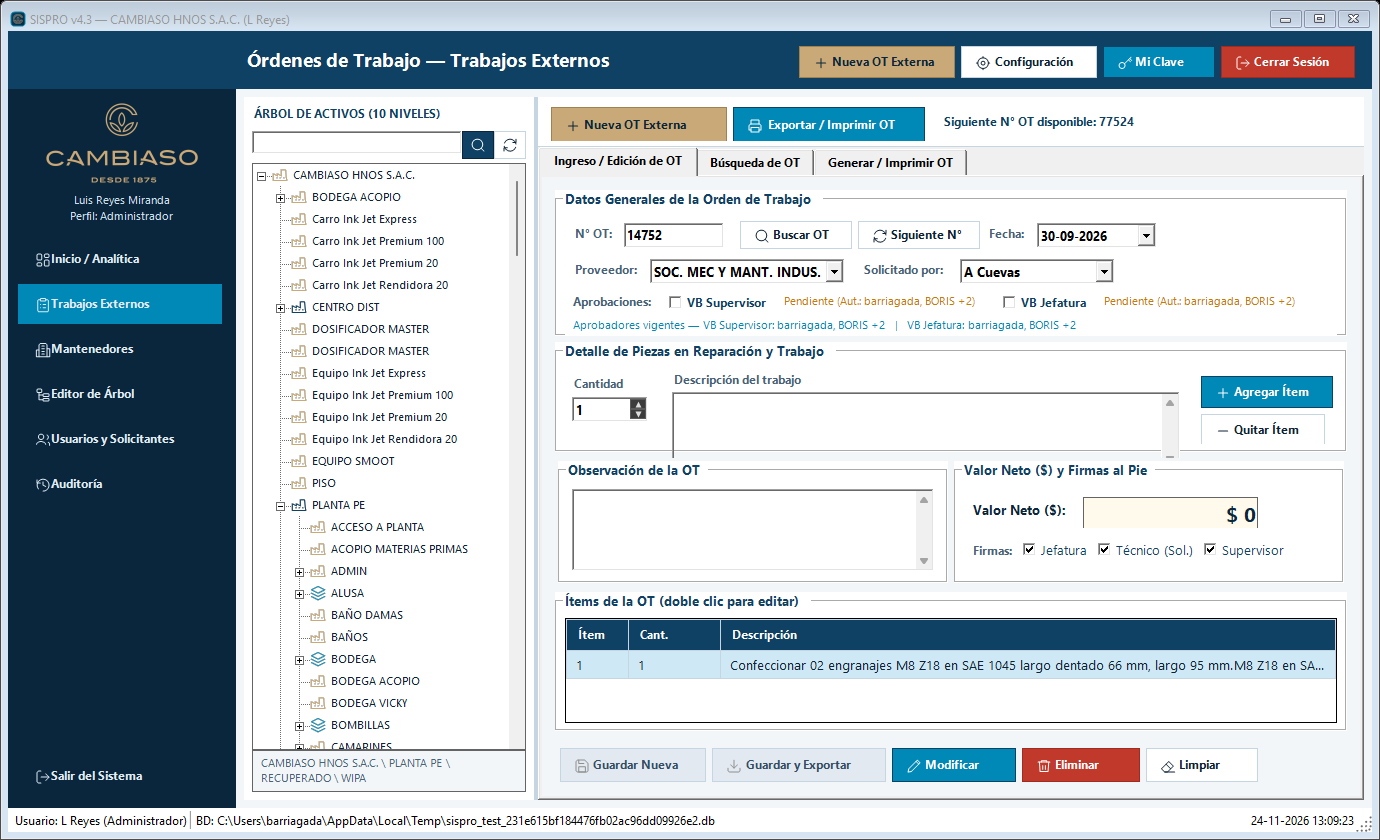 SISPRO v4.3 — CAMBIASO HNOS S.A.C. (L Reyes)
Órdenes de Trabajo — Trabajos Externos
+ Nueva OT Externa
Configuración
Mi Clave
Cerrar Sesión
CAMBIASO
DESDE 1875
Luis Reyes Miranda
Perfil: Administrador
Inicio / Analítica
Trabajos Externos
Mantenedores
Editor de Árbol
Usuarios y Solicitantes
Auditoría
Salir del Sistema
ÁRBOL DE ACTIVOS (10 NIVELES)
CAMBIASO HNOS S.A.C.
BODEGA ACOPIO
Carro Ink Jet Express
Carro Ink Jet Premium 100
Carro Ink Jet Premium 20
Carro Ink Jet Rendidora 20
CENTRO DIST
DOSIFICADOR MASTER
DOSIFICADOR MASTER
Equipo Ink Jet Express
Equipo Ink Jet Premium 100
Equipo Ink Jet Premium 20
Equipo Ink Jet Rendidora 20
EQUIPO SMOOT
PISO
PLANTA PE
ACCESO A PLANTA
ACOPIO MATERIAS PRIMAS
ADMIN
ALUSA
BAÑO DAMAS
BAÑOS
BODEGA
BODEGA ACOPIO
BODEGA VICKY
BOMBILLAS
CAMARINES
CAMBIASO HNOS S.A.C. \ PLANTA PE \
RECUPERADO \ WIPA
+ Nueva OT Externa
Exportar / Imprimir OT
Siguiente N° OT disponible: 77524
Ingreso / Edición de OT
Búsqueda de OT
Generar / Imprimir OT
Datos Generales de la Orden de Trabajo
N° OT: 14752
Buscar OT
Siguiente N°
Fecha: 30-09-2026
Proveedor: SOC. MEC Y MANT. INDUS.
Solicitado por: A Cuevas
Aprobaciones: VB Supervisor Pendiente (Aut.: barriagada, BORIS +2) VB Jefatura Pendiente (Aut.: barriagada, BORIS +2)
Aprobadores vigentes — VB Supervisor: barriagada, BORIS +2 | VB Jefatura: barriagada, BORIS +2
Detalle de Piezas en Reparación y Trabajo
Cantidad
1
Descripción del trabajo
+ Agregar Ítem
— Quitar Ítem
Observación de la OT
Valor Neto ($) y Firmas al Pie
Valor Neto ($): $ 0
Firmas: Jefatura Técnico (Sol.) Supervisor
Ítems de la OT (doble clic para editar)
Ítem Cant. Descripción
1 1 Confeccionar 02 engranajes M8 Z18 en SAE 1045 largo dentado 66 mm, largo 95 mm.M8 Z18 en SA...
Guardar Nueva
Guardar y Exportar
Modificar
Eliminar
Limpiar
Usuario: L Reyes (Administrador)
BD: C:\Users\barriagada\AppData\Local\Temp\sispro_test_231e615bf184476fb02ac96dd09926e2.db
24-11-2026 13:09:23